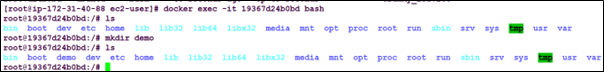 [root@ip-172-31-40-88 ec2-user]# docker exec -it 19367d24b0bd bash
root@19367d24b0bd:/# ls
bin boot dev etc home lib lib32 lib64 libx32 media mnt opt proc root run sbin srv sys tmp usr var
root@19367d24b0bd:/# mkdir demo
root@19367d24b0bd:/# ls
bin boot demo dev etc home lib lib32 lib64 libx32 media mnt opt proc root run sbin srv sys tmp usr var
root@19367d24b0bd:/#